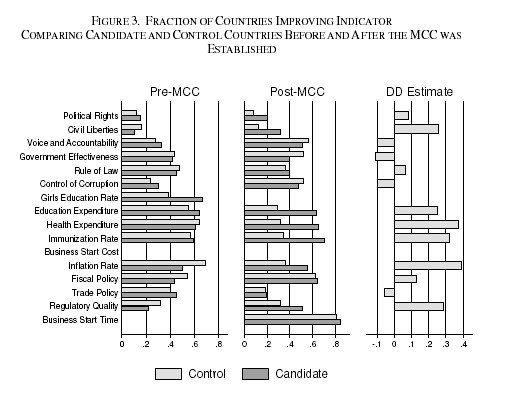 FIGURE 3. FRACTION OF COUNTRIES IMPROVING INDICATOR
COMPARING CANDIDATE AND CONTROL COUNTRIES BEFORE AND AFTER THE MCC WAS
ESTABLISHED
Pre-MCC Post-MCC DD Estimate
Political Rights
Civil Liberties
Voice and Accountability
Government Effectiveness
Rule of Law
Control of Corruption
Girls Education Rate
Education Expenditure
Health Expenditure
Immunization Rate
Business Start Cost
Inflation Rate
Fiscal Policy
Trade Policy
Regulatory Quality
Business Start Time
0 .2 .4 .6 .8 0 .2 .4 .6 .8 -.1 0 .1 .2 .3 .4
Control Candidate